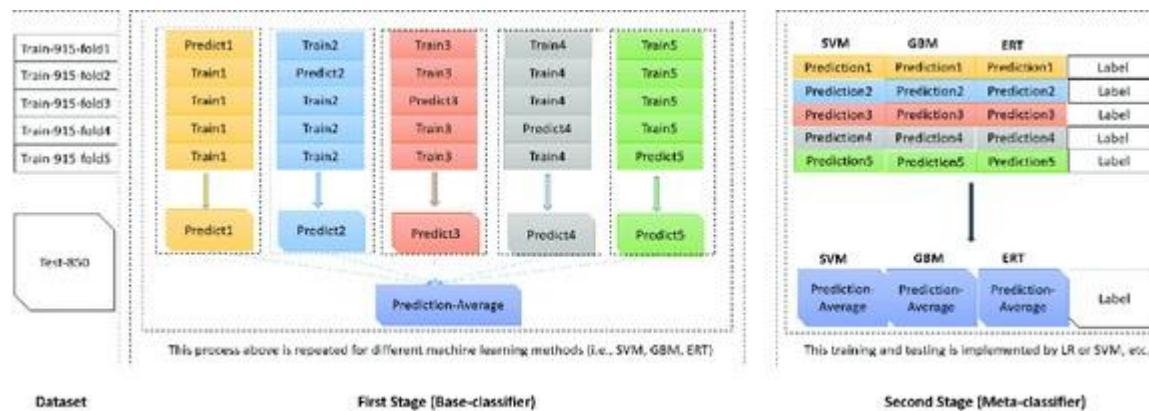 Train-915-fold1
Train-915-fold2
Train-915-fold3
Train-915-fold4
Train-915-fold5
Test-850
Dataset
Predict1 Train2 Train3 Train4 Train5
Train1 Predict2 Train3 Train4 Train5
Train1 Train2 Predict3 Train4 Train5
Train1 Train2 Train3 Predict4 Train5
Train1 Train2 Train3 Train4 Predict5
Predict1 Predict2 Predict3 Predict4 Predict5
Prediction-Average
This process above is repeated for different machine learning methods (i.e., SVM, GBM, ERT)
First Stage (Base-classifier)
SVM GBM ERT
Prediction1 Prediction1 Prediction1 Label
Prediction2 Prediction2 Prediction2 Label
Prediction3 Prediction3 Prediction3 Label
Prediction4 Prediction4 Prediction4 Label
Prediction5 Prediction5 Prediction5 Label
SVM GBM ERT
Prediction- Prediction- Prediction-
Average Average Average Label
This training and testing is implemented by LR or SVM, etc.
Second Stage (Meta-classifier)